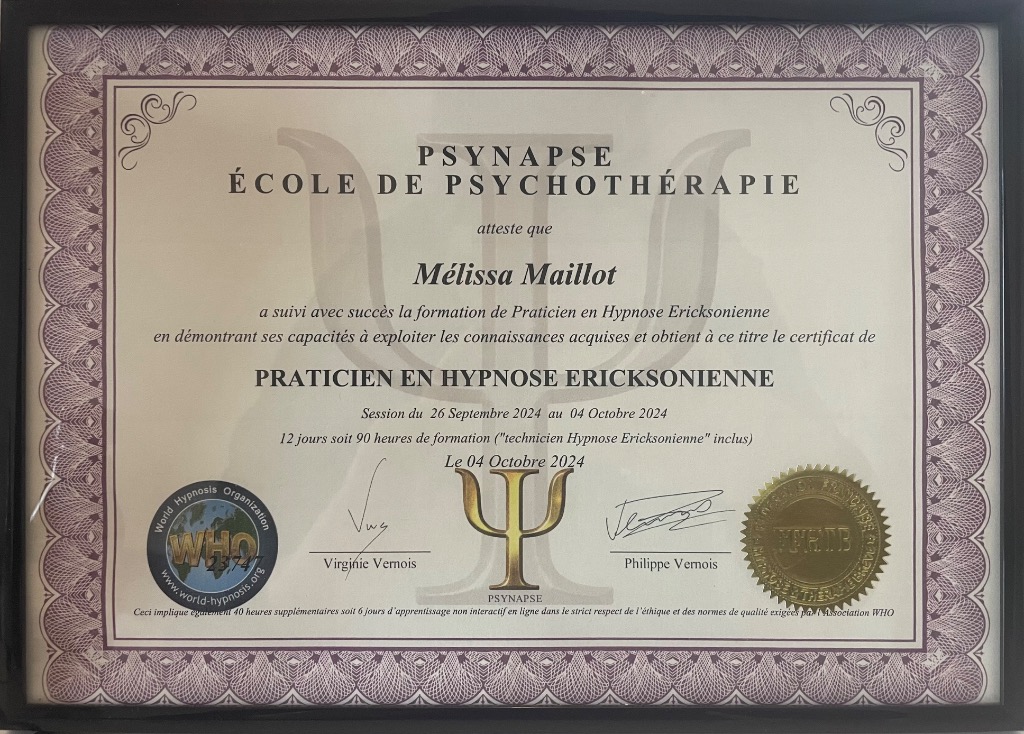 PSYNAPSE
ÉCOLE DE PSYCHOTHÉRAPIE
atteste que
Mélissa Maillot
a suivi avec succès la formation de Praticien en Hypnose Ericksonienne
en démontrant ses capacités à exploiter les connaissances acquises et obtient à ce titre le certificat de
PRATICIEN EN HYPNOSE ERICKSONIENNE
Session du 26 Septembre 2024 au 04 Octobre 2024
12 jours soit 90 heures de formation ("technicien Hypnose Ericksonienne" inclus)
Le 04 Octobre 2024
World Hypnosis Organization
WHO
23747
www.world-hypnosis.org
Virginie Vernois
PSYNAPSE
Philippe Vernois
Ceci implique également 40 heures supplémentaires soit 6 jours d'apprentissage non interactif en ligne dans le strict respect de l'éthique et des normes de qualité exigées par l'Association WHO